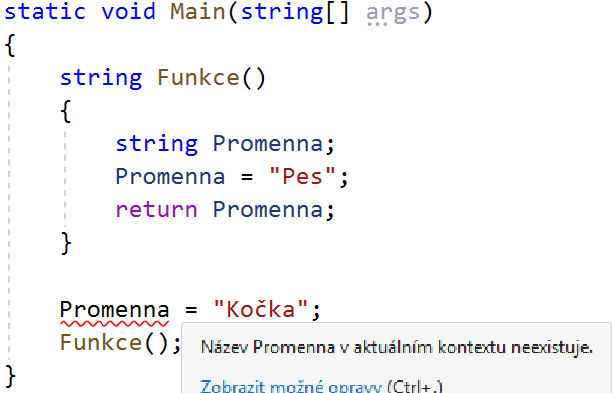 static void Main(string[] args)
{
string Funkce()
{
string Promenna;
Promenna = "Pes";
return Promenna;
}
Promenna = "Kočka";
Funkce();
Název Promenna v aktuálním kontextu neexistuje.
Zobrazit možné opravy (Ctrl+.)
}